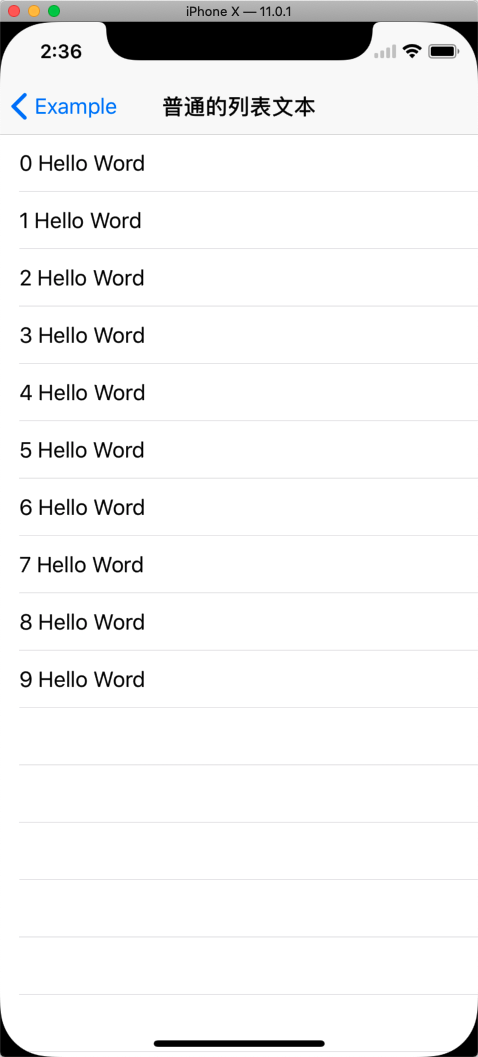 iPhone X — 11.0.1
2:36
Example 普通的列表文本
0 Hello Word
1 Hello Word
2 Hello Word
3 Hello Word
4 Hello Word
5 Hello Word
6 Hello Word
7 Hello Word
8 Hello Word
9 Hello Word